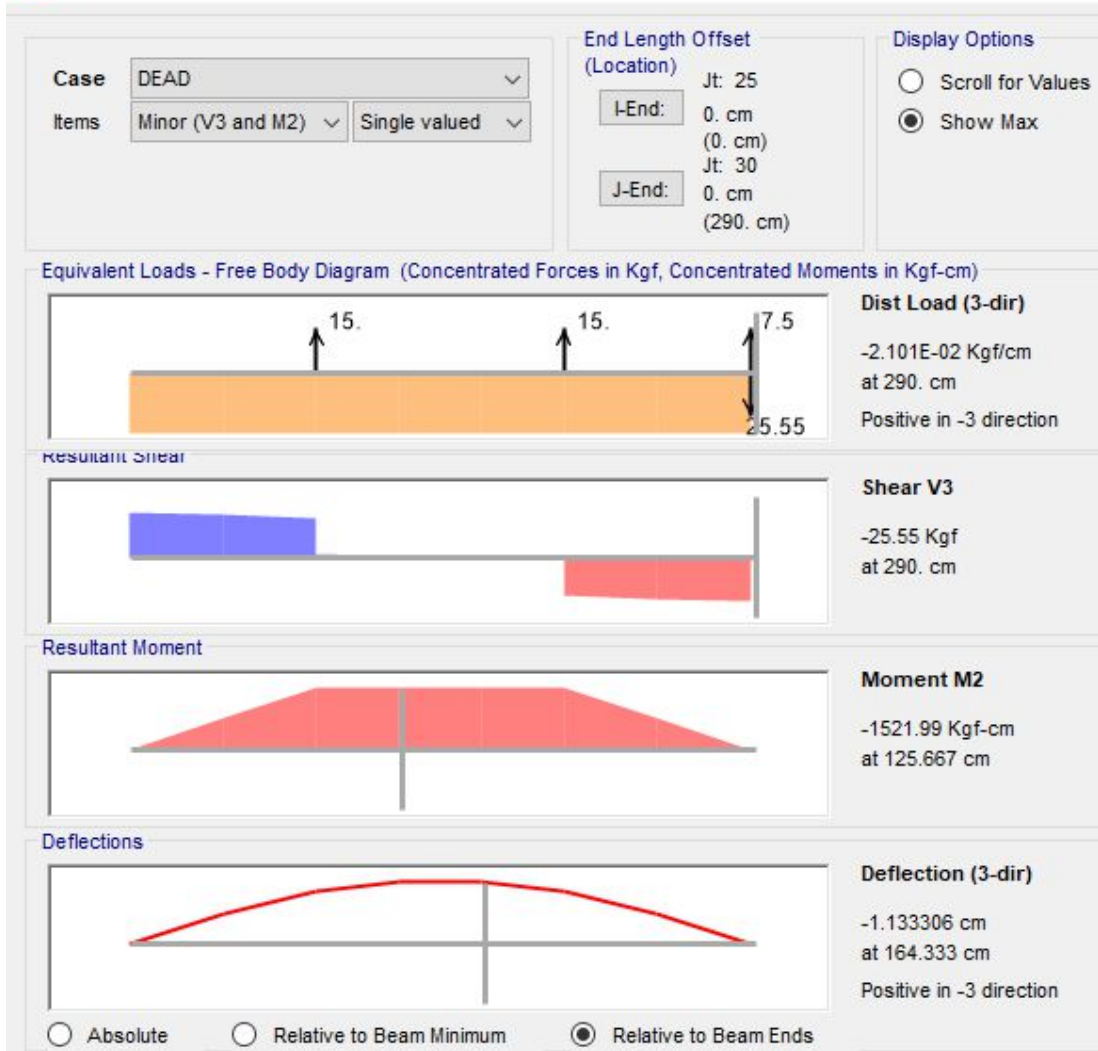 Case DEAD
Items Minor (V3 and M2) Single valued
End Length Offset
(Location)
Jt: 25
I-End: 0. cm
(0. cm)
Jt: 30
J-End: 0. cm
(290. cm)
Display Options
Scroll for Values
Show Max
Equivalent Loads - Free Body Diagram (Concentrated Forces in Kgf, Concentrated Moments in Kgf-cm)
15. 15. 7.5
25.55
Dist Load (3-dir)
-2.101E-02 Kgf/cm
at 290. cm
Positive in -3 direction
Resultant Shear
Shear V3
-25.55 Kgf
at 290. cm
Resultant Moment
Moment M2
-1521.99 Kgf-cm
at 125.667 cm
Deflections
Deflection (3-dir)
-1.133306 cm
at 164.333 cm
Positive in -3 direction
Absolute Relative to Beam Minimum Relative to Beam Ends